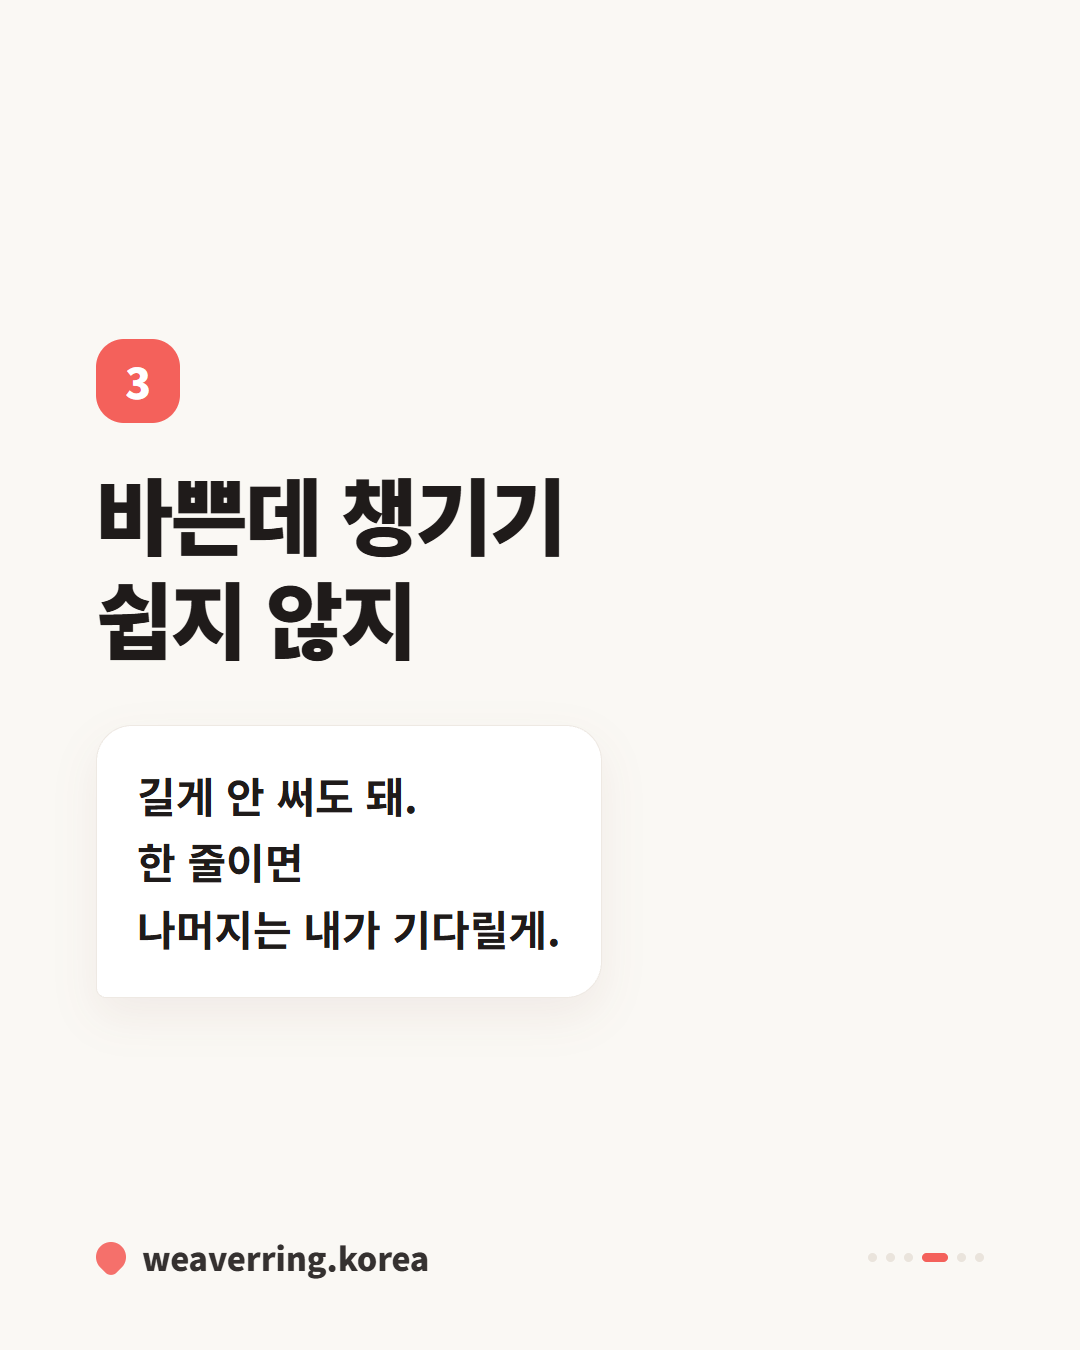 3
바쁜데 챙기기
쉽지 않지
길게 안 써도 돼.
한 줄이면
나머지는 내가 기다릴게.
weaverring.korea